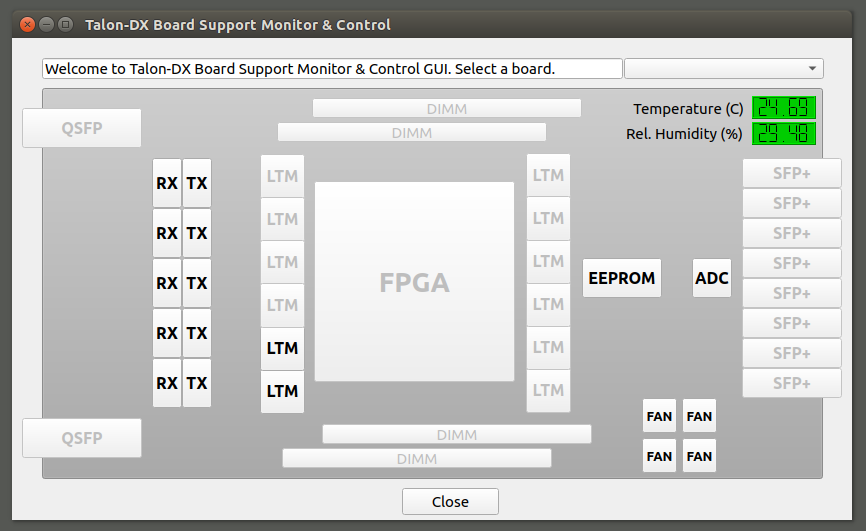 Talon-DX Board Support Monitor & Control
Welcome to Talon-DX Board Support Monitor & Control GUI. Select a board.
DIMM
Temperature (C) 24.69
QSFP
DIMM
Rel. Humidity (%) 29.48
RX TX
LTM
LTM
SFP+
LTM
LTM
SFP+
RX TX
SFP+
LTM
LTM
SFP+
RX TX
FPGA
EEPROM
ADC
SFP+
LTM
LTM
SFP+
RX TX
LTM
LTM
SFP+
RX TX
LTM
LTM
SFP+
FAN FAN
QSFP
DIMM
DIMM
FAN FAN
Close